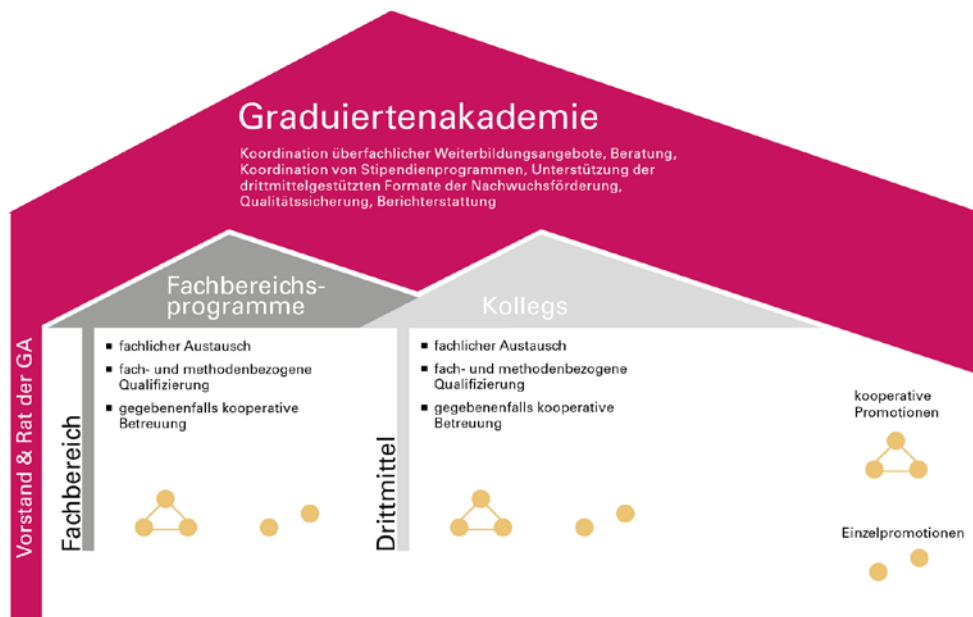 Graduiertenakademie
Koordination überfachlicher Weiterbildungsangebote, Beratung,
Koordination von Stipendienprogrammen, Unterstützung der
drittmittelgestützten Formate der Nachwuchsförderung,
Qualitätssicherung, Berichterstattung
Vorstand & Rat der GA
Fachbereichs-
programme
Fachbereich
▪ fachlicher Austausch
▪ fach- und methodenbezogene
Qualifizierung
▪ gegebenenfalls kooperative
Betreuung
Kollegs
Drittmittel
▪ fachlicher Austausch
▪ fach- und methodenbezogene
Qualifizierung
▪ gegebenenfalls kooperative
Betreuung
kooperative
Promotionen
Einzelpromotionen